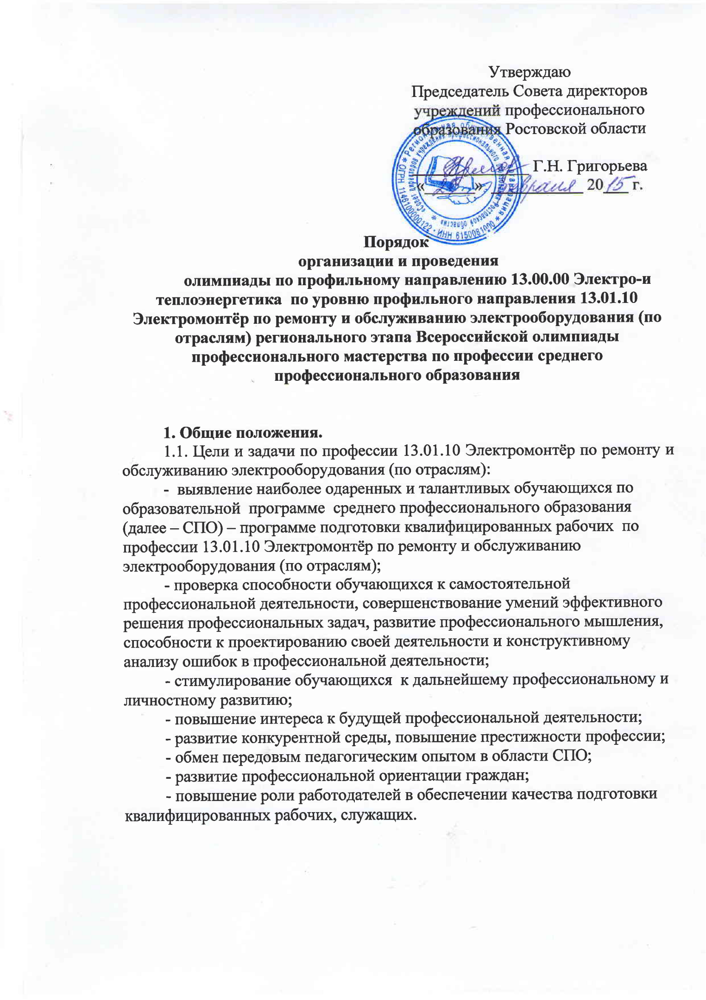 Утверждаю
Председатель Совета директоров
учреждений профессионального
образования Ростовской области
Г.Н. Григорьева
« » февраля 2015 г.
* Региональная общественная организация * ОГРН 1146100000122 · ИНН 6150081090
«Совет директоров учреждений профессионального образования Ростовской области» *
Порядок
организации и проведения
олимпиады по профильному направлению 13.00.00 Электро-и
теплоэнергетика по уровню профильного направления 13.01.10
Электромонтёр по ремонту и обслуживанию электрооборудования (по
отраслям) регионального этапа Всероссийской олимпиады
профессионального мастерства по профессии среднего
профессионального образования
1. Общие положения.
1.1. Цели и задачи по профессии 13.01.10 Электромонтёр по ремонту и
обслуживанию электрооборудования (по отраслям):
- выявление наиболее одаренных и талантливых обучающихся по
образовательной программе среднего профессионального образования
(далее – СПО) – программе подготовки квалифицированных рабочих по
профессии 13.01.10 Электромонтёр по ремонту и обслуживанию
электрооборудования (по отраслям);
- проверка способности обучающихся к самостоятельной
профессиональной деятельности, совершенствование умений эффективного
решения профессиональных задач, развитие профессионального мышления,
способности к проектированию своей деятельности и конструктивному
анализу ошибок в профессиональной деятельности;
- стимулирование обучающихся к дальнейшему профессиональному и
личностному развитию;
- повышение интереса к будущей профессиональной деятельности;
- развитие конкурентной среды, повышение престижности профессии;
- обмен передовым педагогическим опытом в области СПО;
- развитие профессиональной ориентации граждан;
- повышение роли работодателей в обеспечении качества подготовки
квалифицированных рабочих, служащих.